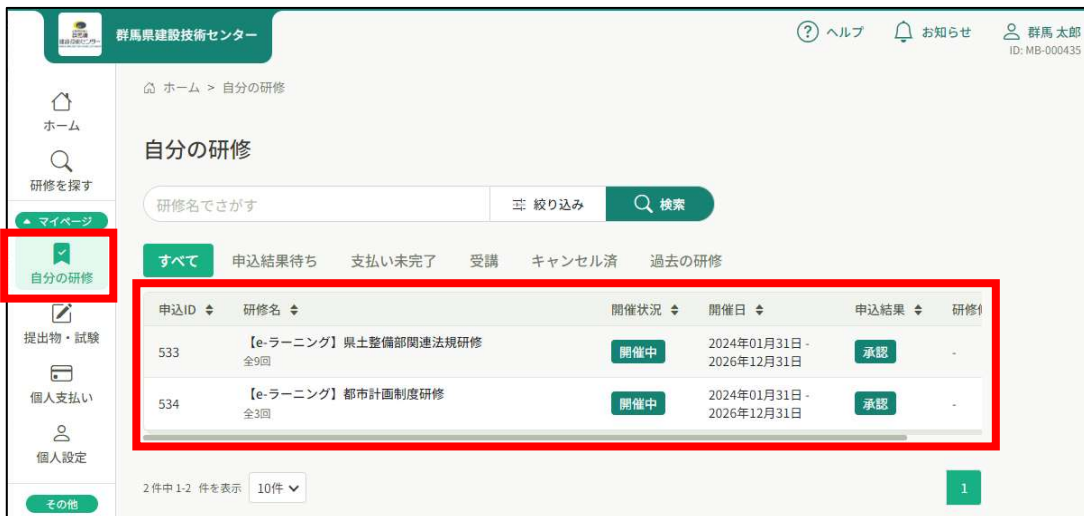 群馬県建設技術センター
ヘルプ
お知らせ
群馬 太郎
ID: MB-000435
ホーム > 自分の研修
ホーム
研修を探す
マイページ
自分の研修
提出物・試験
個人支払い
個人設定
その他
自分の研修
研修名でさがす
絞り込み
検索
すべて 申込結果待ち 支払い未完了 受講 キャンセル済 過去の研修
申込ID 研修名 開催状況 開催日 申込結果 研修
533 【e-ラーニング】県土整備部関連法規研修 開催中 2024年01月31日 - 承認 -
全9回 2026年12月31日
534 【e-ラーニング】都市計画制度研修 開催中 2024年01月31日 - 承認 -
全3回 2026年12月31日
2件中 1-2 件を表示 10件 1